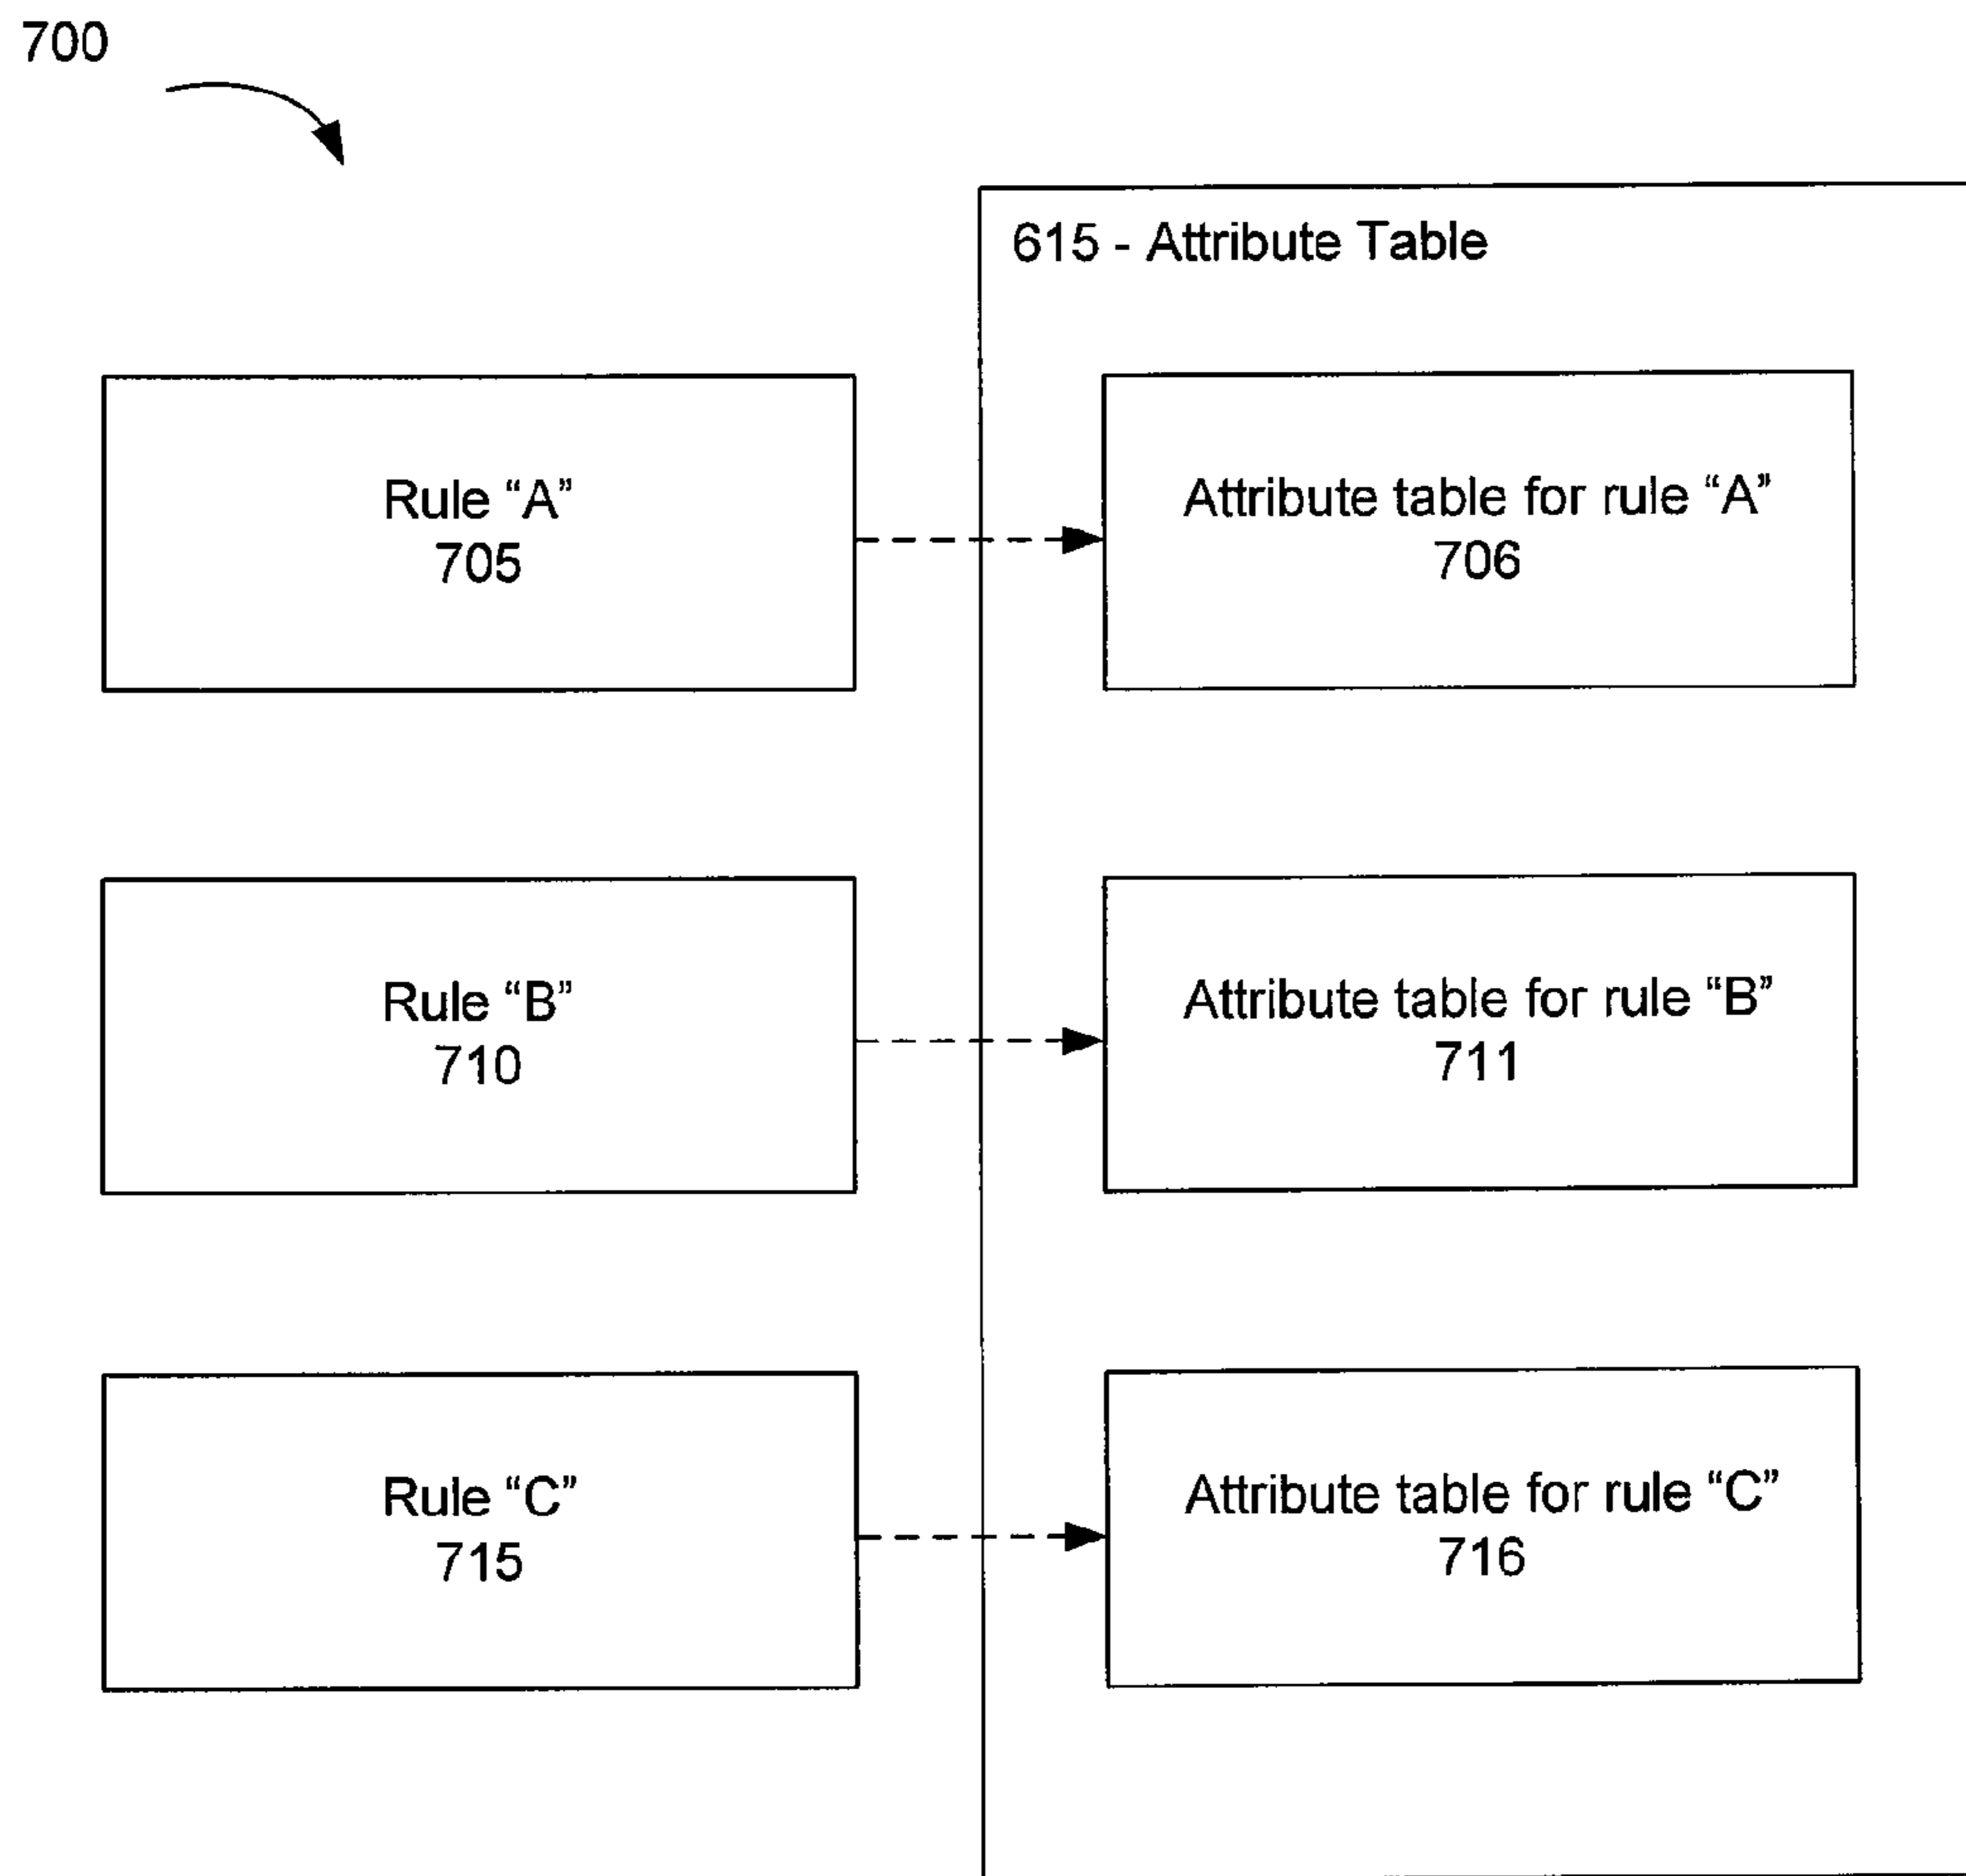 700
615 - Attribute Table
Rule “A”
705
Attribute table for rule “A”
706
Rule “B”
710
Attribute table for rule “B”
711
Rule “C”
715
Attribute table for rule “C”
716